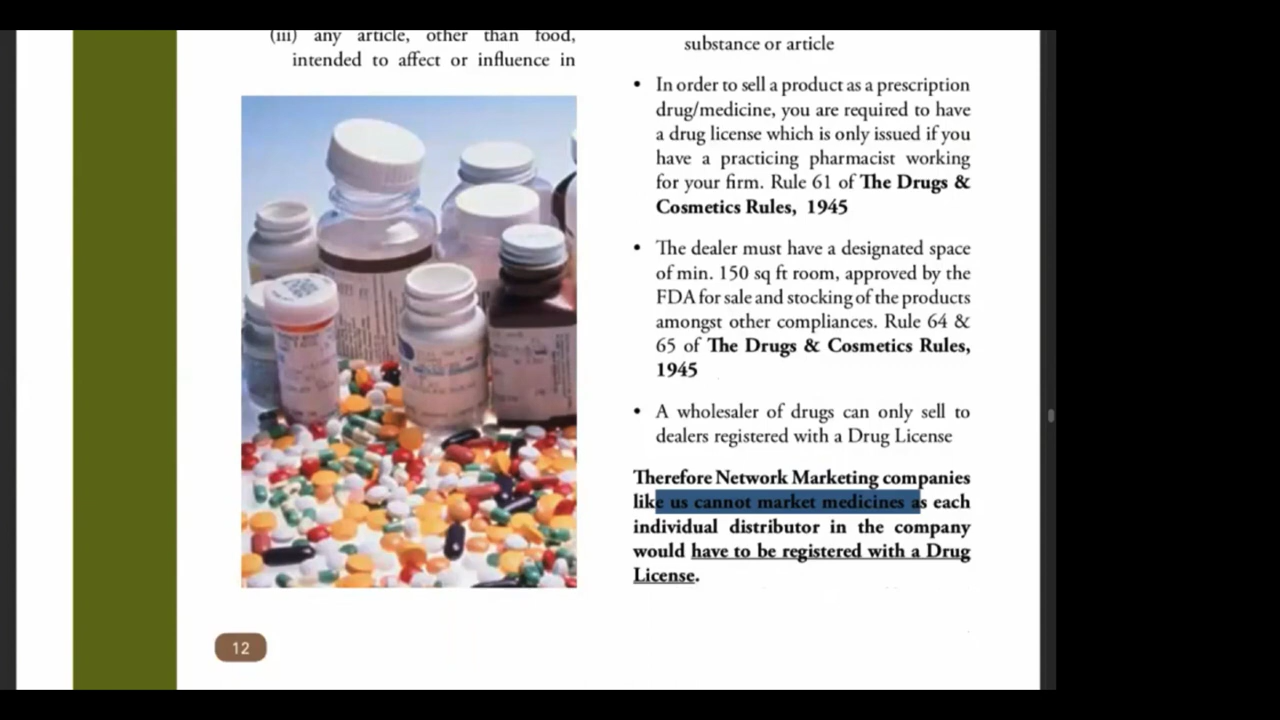 (iii) any article, other than food,
intended to affect or influence in
12
substance or article
• In order to sell a product as a prescription
drug/medicine, you are required to have
a drug license which is only issued if you
have a practicing pharmacist working
for your firm. Rule 61 of The Drugs &
Cosmetics Rules, 1945
• The dealer must have a designated space
of min. 150 sq ft room, approved by the
FDA for sale and stocking of the products
amongst other compliances. Rule 64 &
65 of The Drugs & Cosmetics Rules,
1945
• A wholesaler of drugs can only sell to
dealers registered with a Drug License
Therefore Network Marketing companies
like us cannot market medicines as each
individual distributor in the company
would have to be registered with a Drug
License.